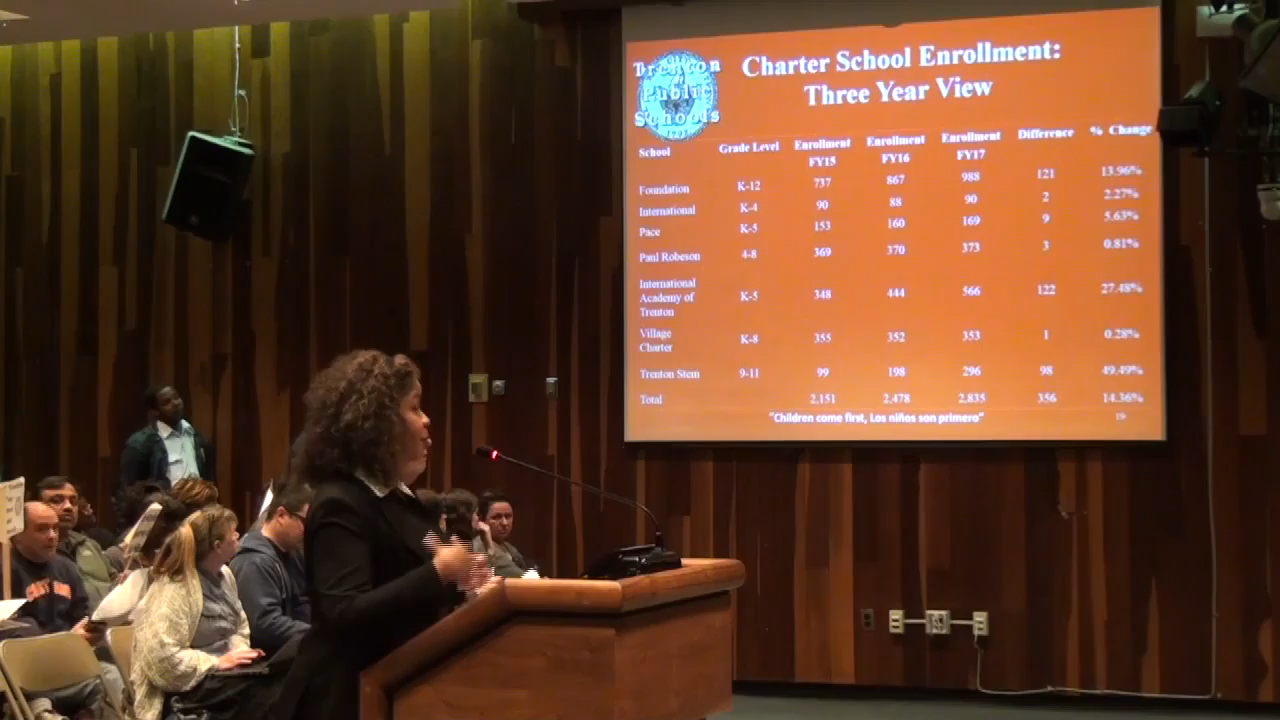 Trenton
Public
Schools
Charter School Enrollment:
Three Year View
School Grade Level Enrollment FY15 Enrollment FY16 Enrollment FY17 Difference % Change
Foundation K-12 737 867 988 121 13.96%
International K-4 90 88 90 2 2.27%
Pace K-5 153 160 169 9 5.63%
Paul Robeson 4-8 369 370 373 3 0.81%
International
Academy of
Trenton K-5 348 444 566 122 27.48%
Village
Charter K-8 355 352 353 1 0.28%
Trenton Stem 9-11 99 198 296 98 49.49%
Total 2,151 2,478 2,835 356 14.36%
"Children come first, Los niños son primero"
19